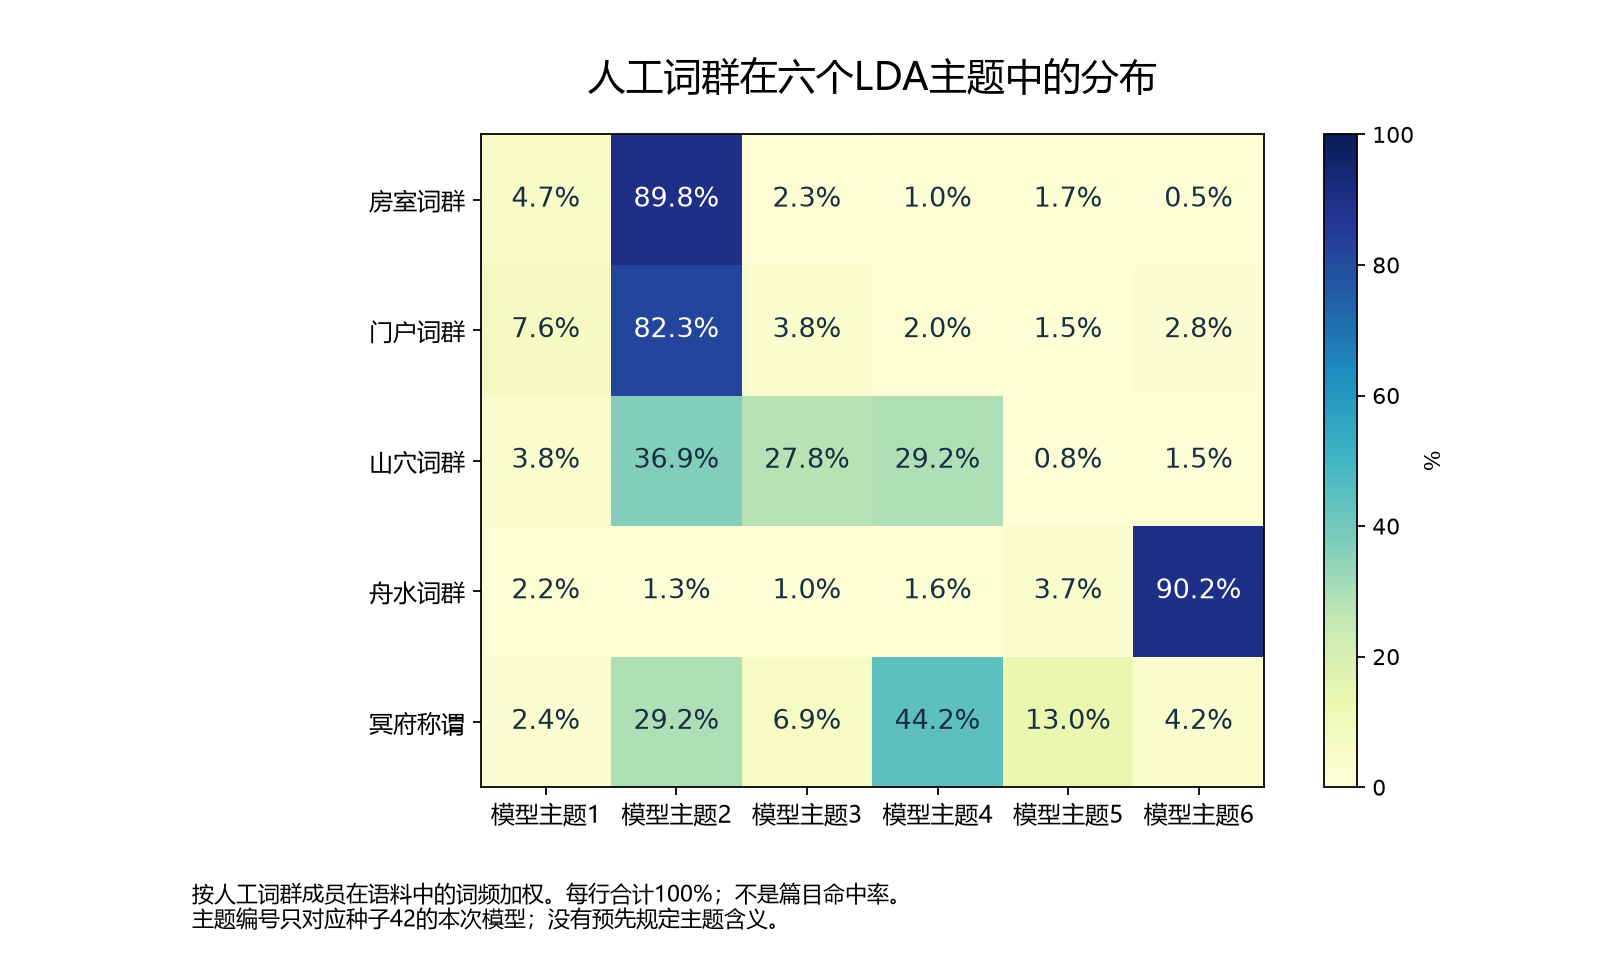 人工词群在六个LDA主题中的分布
房室词群 4.7% 89.8% 2.3% 1.0% 1.7% 0.5%
门户词群 7.6% 82.3% 3.8% 2.0% 1.5% 2.8%
山穴词群 3.8% 36.9% 27.8% 29.2% 0.8% 1.5%
舟水词群 2.2% 1.3% 1.0% 1.6% 3.7% 90.2%
冥府称谓 2.4% 29.2% 6.9% 44.2% 13.0% 4.2%
模型主题1 模型主题2 模型主题3 模型主题4 模型主题5 模型主题6
100
80
60
40
20
0
%
按人工词群成员在语料中的词频加权。每行合计100%；不是篇目命中率。
主题编号只对应种子42的本次模型；没有预先规定主题含义。